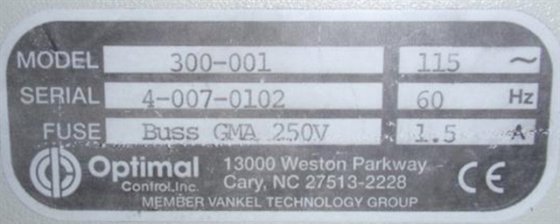 MODEL 300-001 115 ~
SERIAL 4-007-0102 60 Hz
FUSE Buss GMA 250V 1.5 A
Optimal 13000 Weston Parkway
Control,Inc. Cary, NC 27513-2228
MEMBER VANKEL TECHNOLOGY GROUP
CE